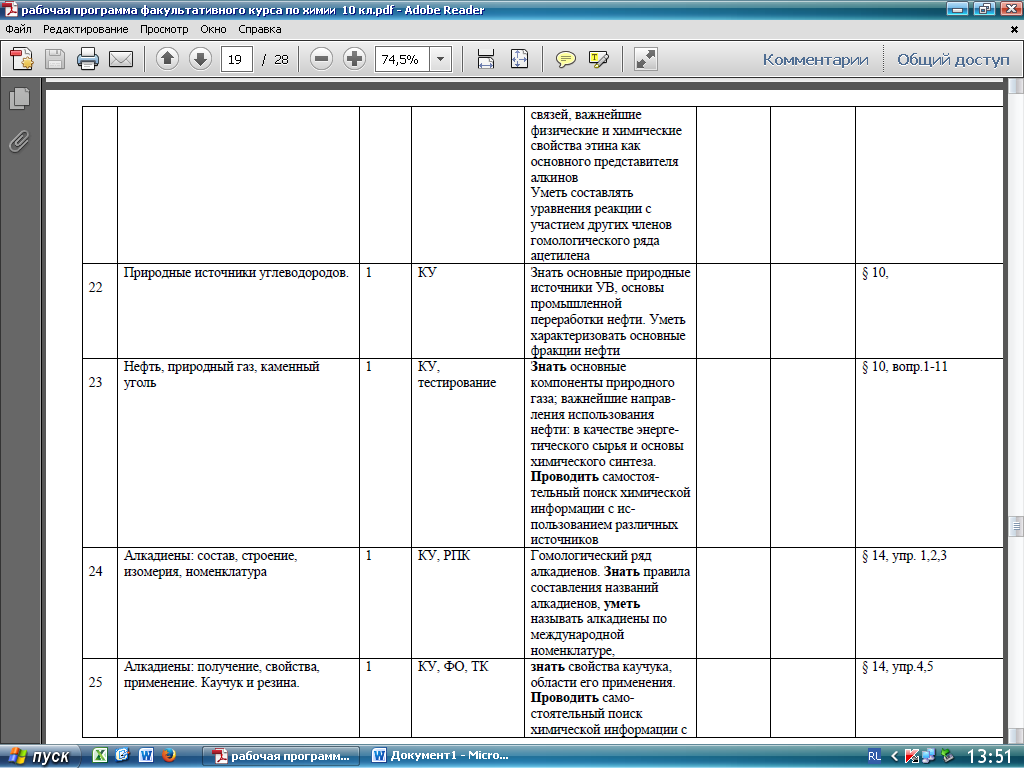 рабочая программа факультативного курса по химии 10 кл.pdf - Adobe Reader
Файл Редактирование Просмотр Окно Справка
19 / 28 74,5% Комментарии Общий доступ
связей, важнейшие
физические и химические
свойства этина как
основного представителя
алкинов
Уметь составлять
уравнения реакции с
участием других членов
гомологического ряда
ацетилена
22
Природные источники углеводородов.
1
КУ
Знать основные природные
источники УВ, основы
промышленной
переработки нефти. Уметь
характеризовать основные
фракции нефти
§ 10,
23
Нефть, природный газ, каменный
уголь
1
КУ,
тестирование
Знать основные
компоненты природного
газа; важнейшие направ-
ления использования
нефти: в качестве энерге-
тического сырья и основы
химического синтеза.
Проводить самостоя-
тельный поиск химической
информации с ис-
пользованием различных
источников
§ 10, вопр.1-11
24
Алкадиены: состав, строение,
изомерия, номенклатура
1
КУ, РПК
Гомологический ряд
алкадиенов. Знать правила
составления названий
алкадиенов, уметь
называть алкадиены по
международной
номенклатуре,
§ 14, упр. 1,2,3
25
Алкадиены: получение, свойства,
применение. Каучук и резина.
1
КУ, ФО, ТК
знать свойства каучука,
области его применения.
Проводить само-
стоятельный поиск
химической информации с
§ 14, упр.4,5
пуск рабочая программ... Документ1 - Micro... RL 13:51